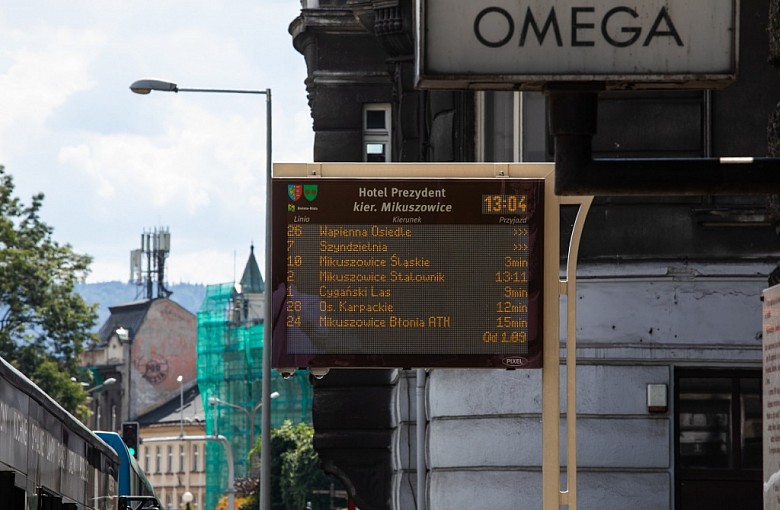 OMEGA
Hotel Prezydent
kier. Mikuszowice
13:04
Bielsko-Biała
Linia Kierunek Przyjazd
26 Wapienna Osiedle >>>
7 Szyndzielnia >>>
10 Mikuszowice Śląskie 3min
2 Mikuszowice Stalownik 13:11
1 Cygański Las 9min
28 Os. Karpackie 12min
24 Mikuszowice Błonia ATH 15min
Od 1.09
PIXEL